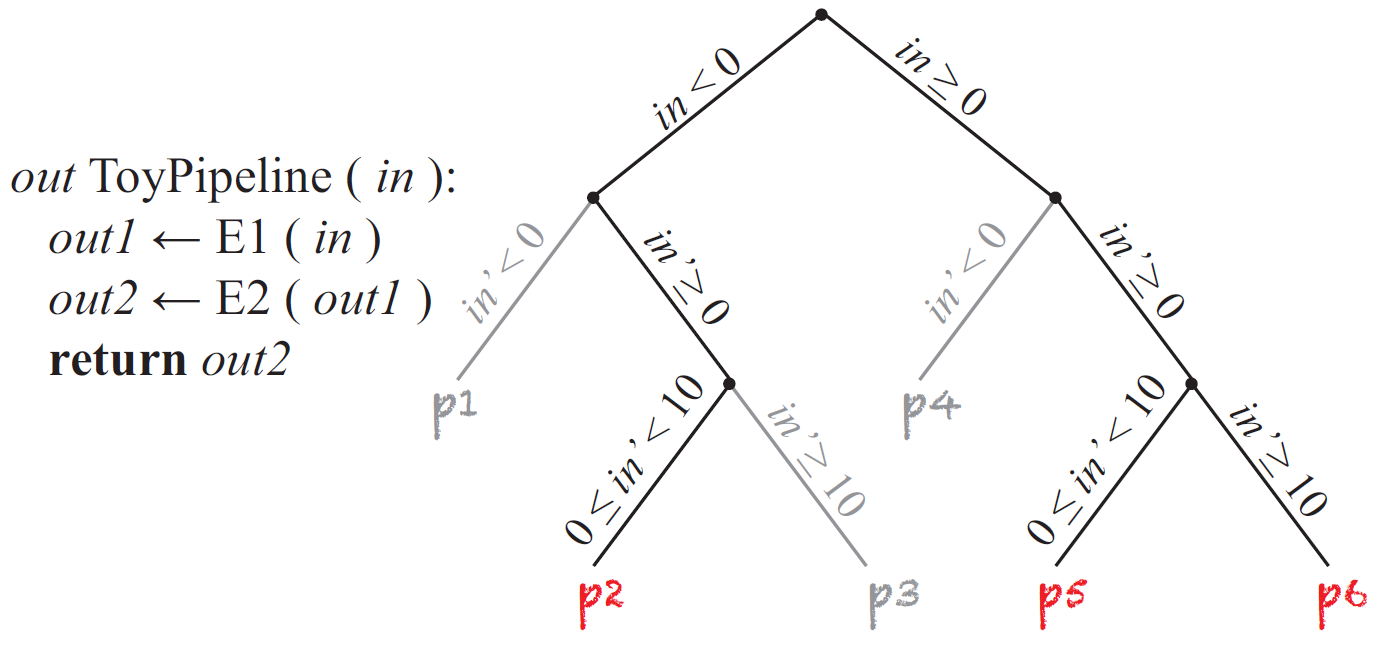 out ToyPipeline ( in ):
out1 ← E1 ( in )
out2 ← E2 ( out1 )
return out2
in < 0
in ≥ 0
in’ < 0
in’ ≥ 0
in’ < 0
in’ ≥ 0
p1
0 ≤ in’ < 10
in’ ≥ 10
p4
0 ≤ in’ < 10
in’ ≥ 10
p2
p3
p5
p6